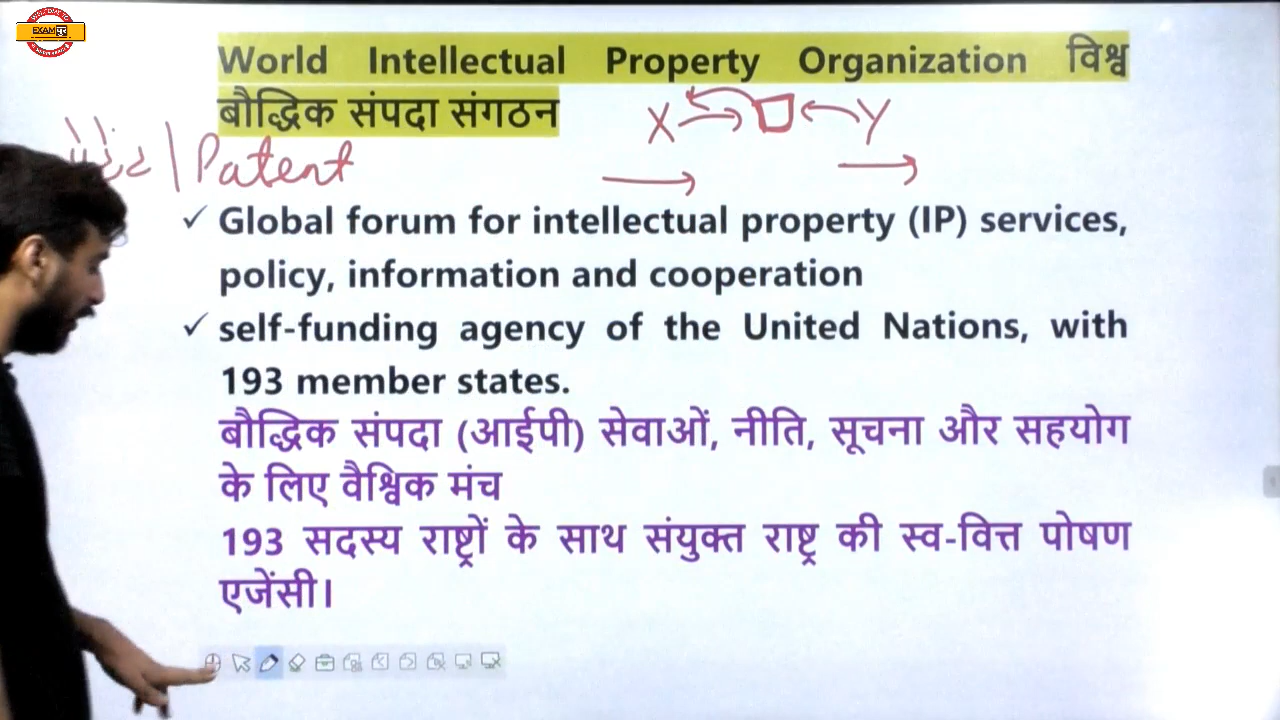 WELCOME TO
EXAM पुर
World Intellectual Property Organization विश्व
बौद्धिक संपदा संगठन
X Y
Patent
✓ Global forum for intellectual property (IP) services,
policy, information and cooperation
✓ self-funding agency of the United Nations, with
193 member states.
बौद्धिक संपदा (आईपी) सेवाओं, नीति, सूचना और सहयोग
के लिए वैश्विक मंच
193 सदस्य राष्ट्रों के साथ संयुक्त राष्ट्र की स्व-वित्त पोषण
एजेंसी।